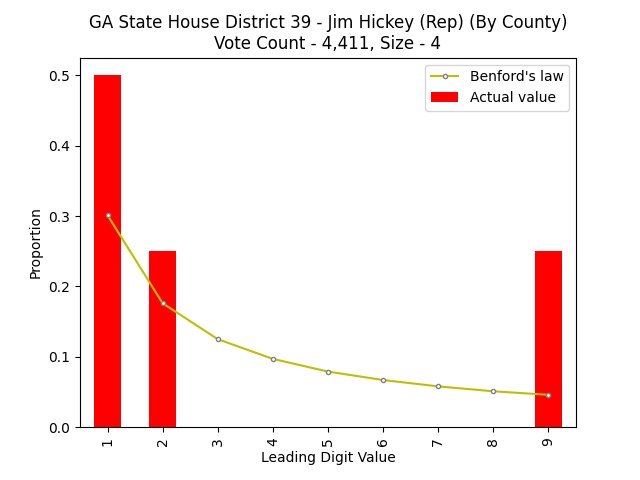 GA State House District 39 - Jim Hickey (Rep) (By County)
Vote Count - 4,411, Size - 4
Benford's law
Actual value
0.5
0.4
0.3
0.2
0.1
0.0
Proportion
1 2 3 4 5 6 7 8 9
Leading Digit Value